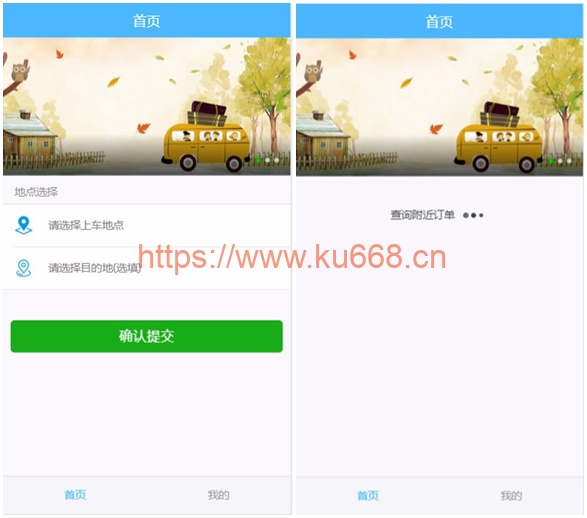 首页
地点选择
请选择上车地点
请选择目的地(选填)
确认提交
首页 我的
首页
查询附近订单
首页 我的
https://www.ku668.cn